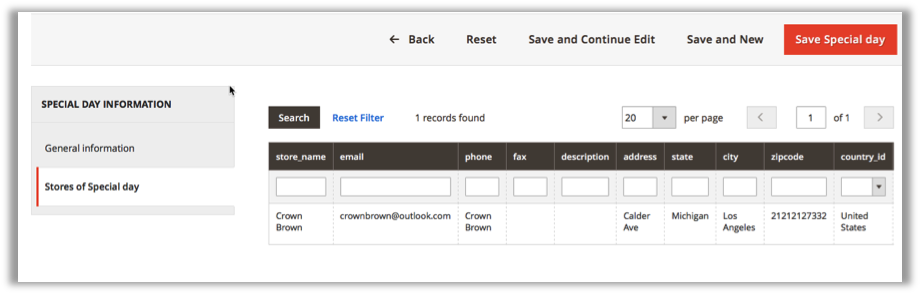 ← Back Reset Save and Continue Edit Save and New Save Special day
SPECIAL DAY INFORMATION
General information
Stores of Special day
Search Reset Filter 1 records found 20 per page 1 of 1
store_name email phone fax description address state city zipcode country_id
Crown crownbrown@outlook.com Crown Calder Michigan Los 21212127332 United
Brown Brown Ave Angeles States